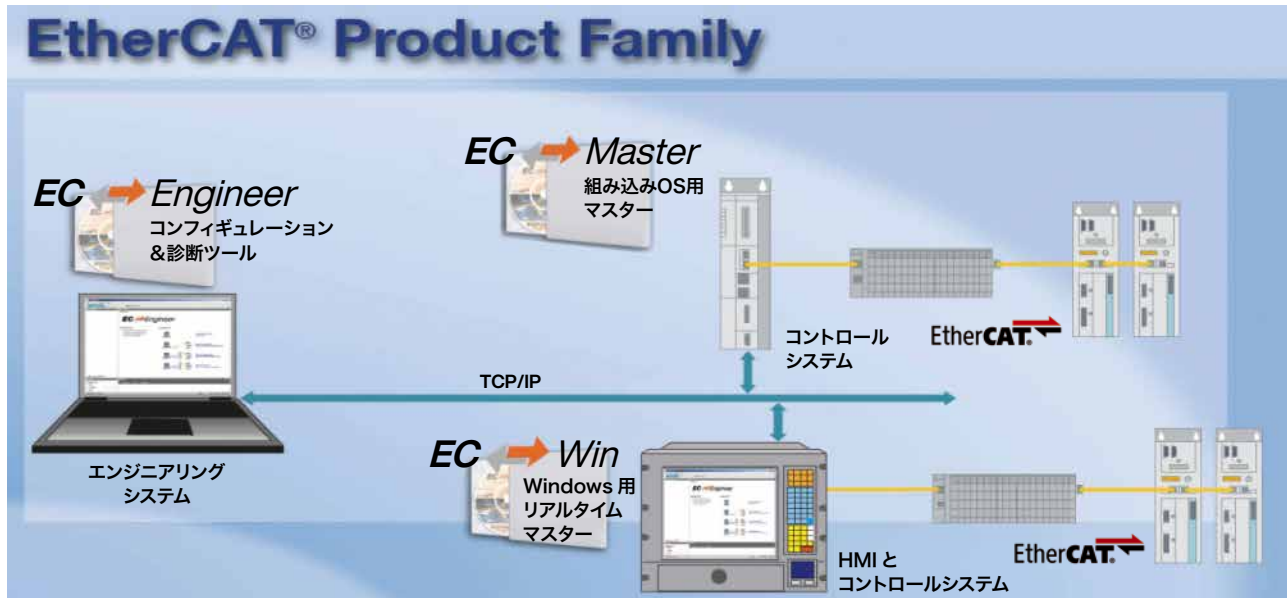 EtherCAT® Product Family
EC Engineer
コンフィギュレーション
&診断ツール
EC Master
組み込みOS用
マスター
コントロール
システム
EtherCAT®
TCP/IP
EC Engineer
エンジニアリング
システム
EC Win
Windows 用
リアルタイム
マスター
EC Engineer
HMI と
コントロールシステム
EtherCAT®